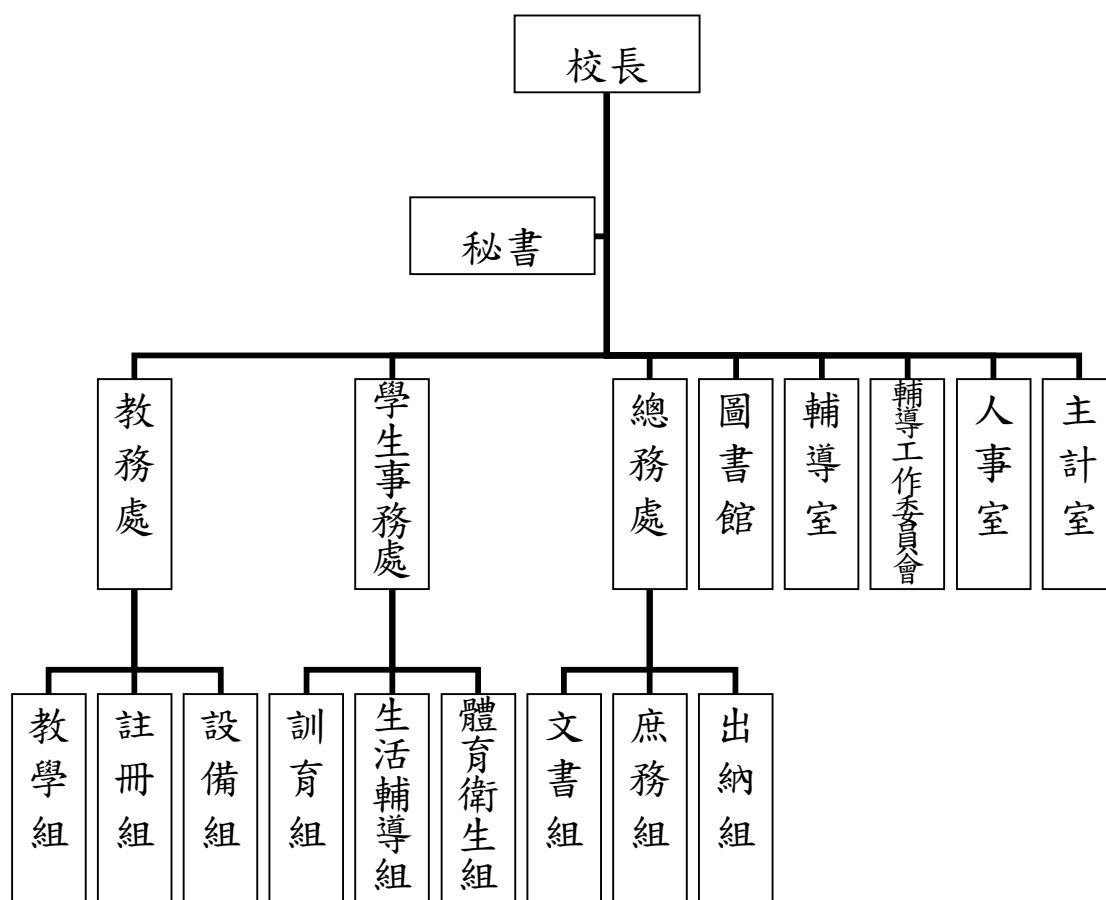 校長
秘書
教務處
學生事務處
總務處
圖書館
輔導室
輔導工作委員會
人事室
主計室
教學組
註冊組
設備組
訓育組
生活輔導組
體育衛生組
文書組
庶務組
出納組